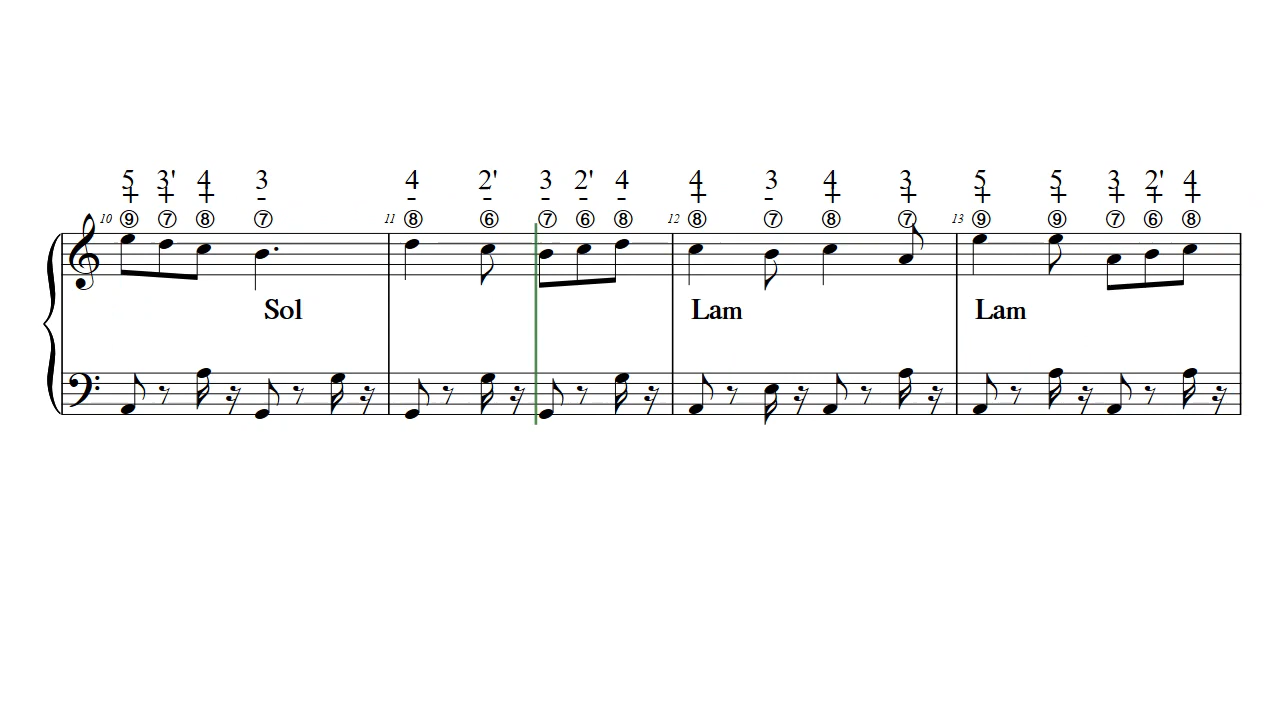 5 3' 4 3 4 2' 3 2' 4 4 3 4 3 5 5 3 2' 4
+ + + - - - - - - + - + + + + + + +
10 ⑨ ⑦ ⑧ ⑦ 11 ⑧ ⑥ ⑦ ⑥ ⑧ 12 ⑧ ⑦ ⑧ ⑦ 13 ⑨ ⑨ ⑦ ⑥ ⑧
Sol Lam Lam